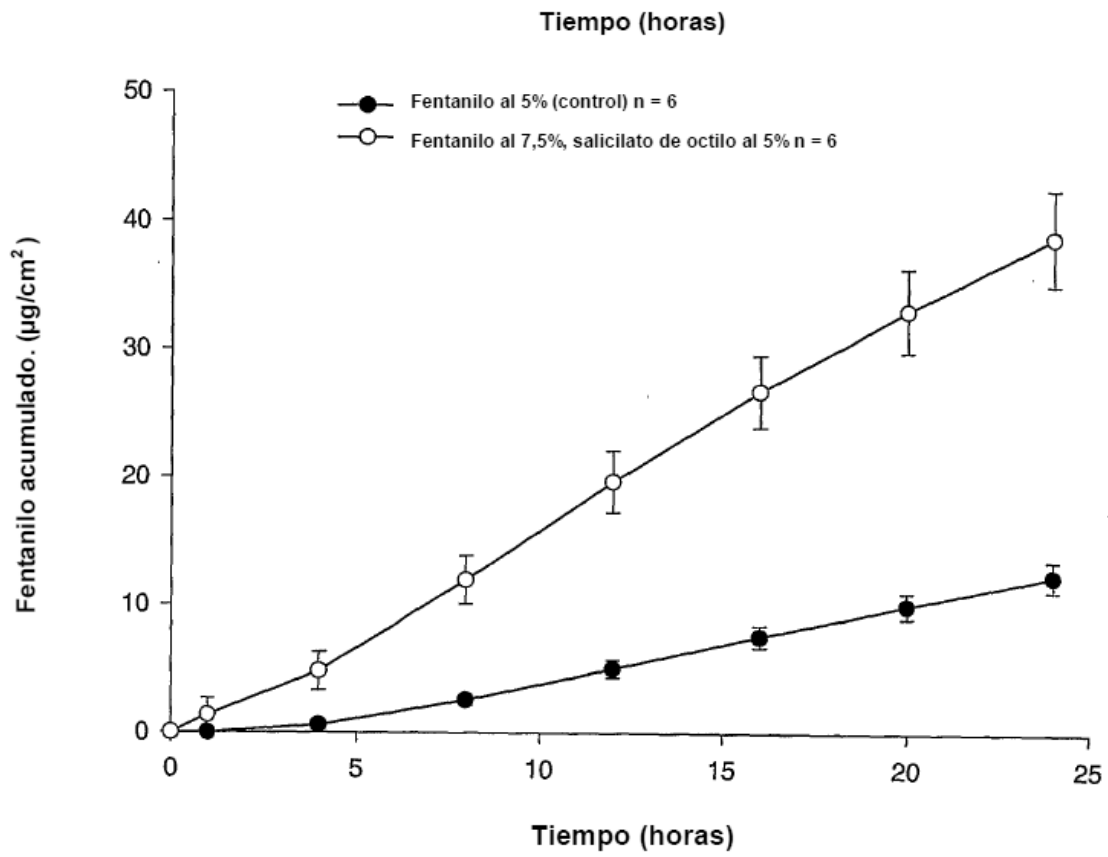 Tiempo (horas)
Fentanilo al 5% (control) n = 6
Fentanilo al 7,5%, salicilato de octilo al 5% n = 6
Fentanilo acumulado. (µg/cm²)
50
40
30
20
10
0
0 5 10 15 20 25
Tiempo (horas)